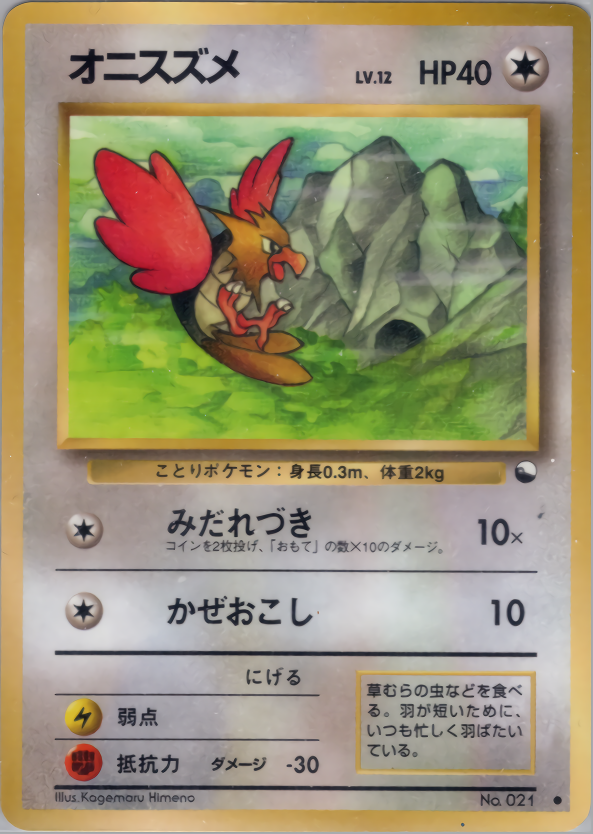 オニスズメ LV.12 HP40
ことりポケモン：身長0.3m、体重2kg
みだれづき 10×
コインを2枚投げ、「おもて」の数×10のダメージ。
かぜおこし 10
にげる
弱点
抵抗力 ダメージ -30
草むらの虫などを食べ
る。羽が短いために、
いつも忙しく羽ばたい
ている。
Illus.Kagemaru Himeno No. 021 ●